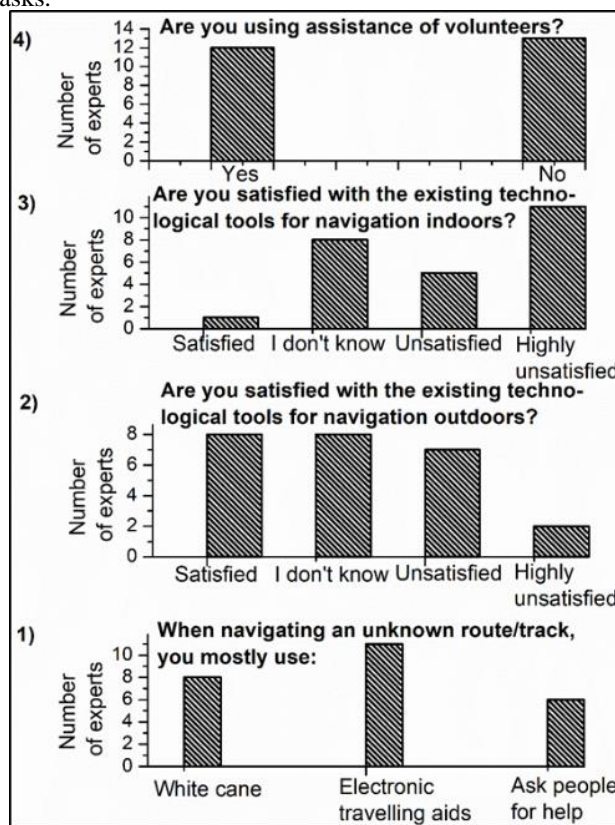 tasks.
4)
Are you using assistance of volunteers?
Number
of experts
14
12
10
8
6
4
2
0
Yes No
3)
Are you satisfied with the existing techno-
logical tools for navigation indoors?
Number
of experts
10
8
6
4
2
0
Satisfied I don't know Unsatisfied Highly
unsatisfied
2)
Are you satisfied with the existing techno-
logical tools for navigation outdoors?
Number
of experts
8
6
4
2
0
Satisfied I don't know Unsatisfied Highly
unsatisfied
1)
When navigating an unknown route/track,
you mostly use:
Number
of experts
10
8
6
4
2
0
White cane Electronic Ask people
travelling aids for help